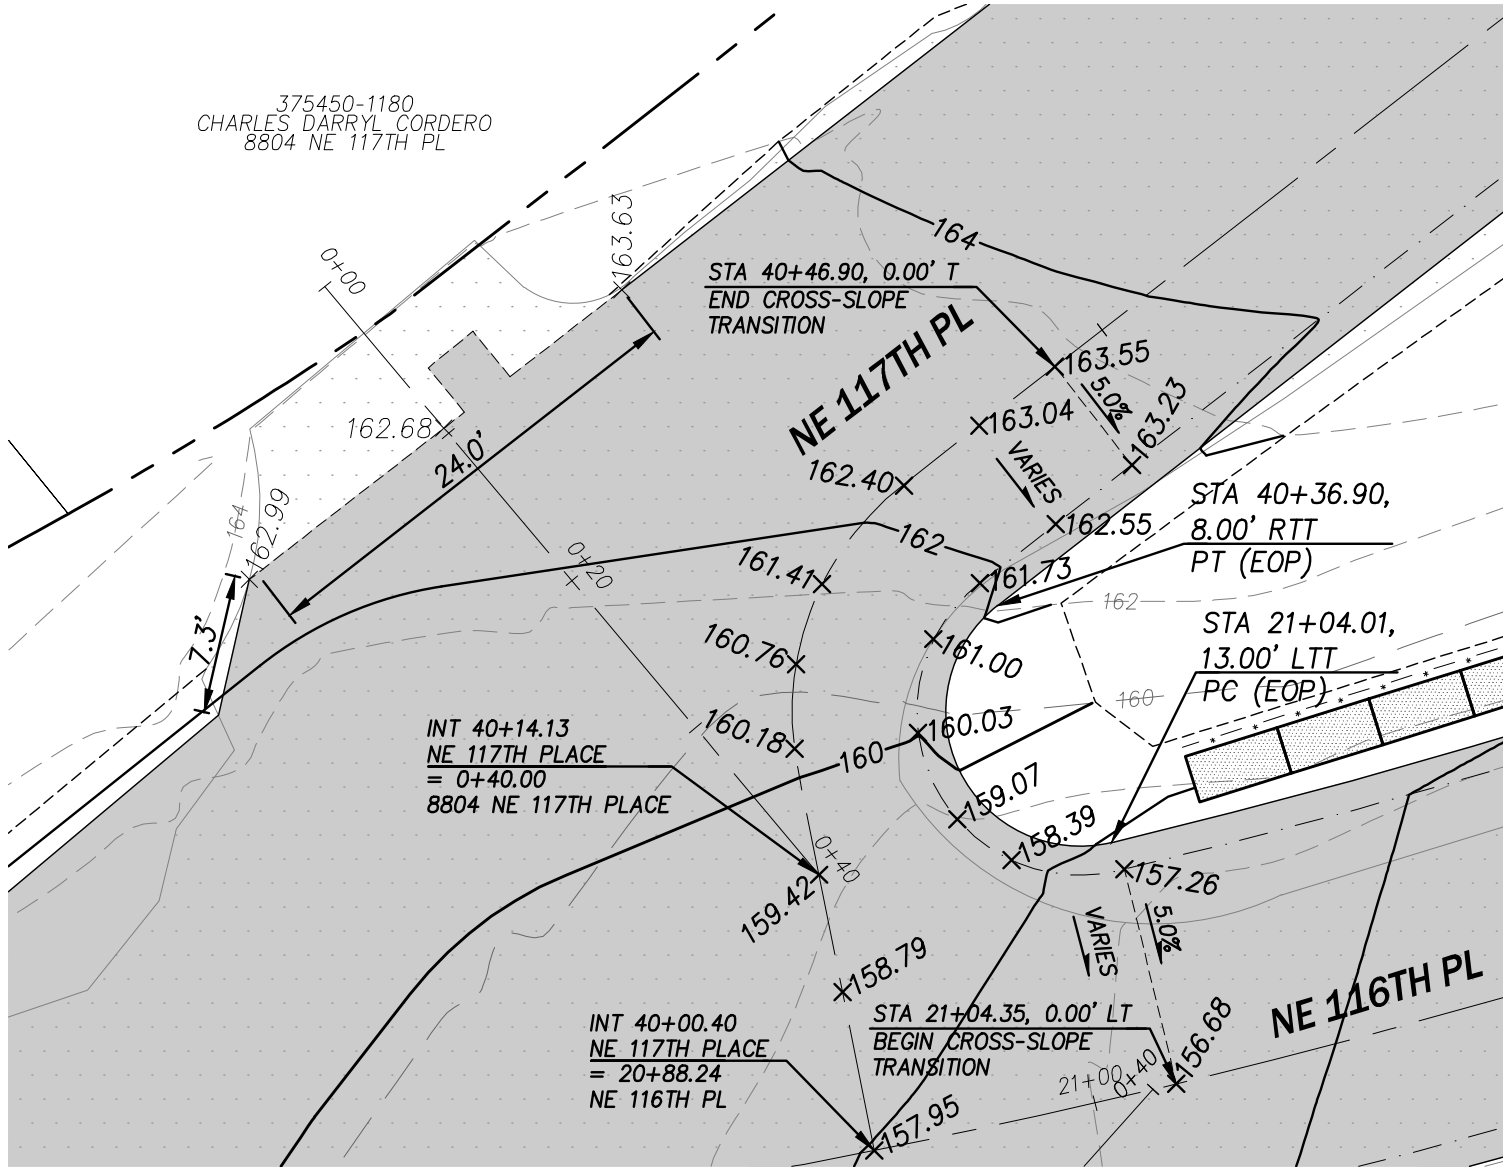 375450-1180
CHARLES DARRYL CORDERO
8804 NE 117TH PL
0+00
163.63
164
STA 40+46.90, 0.00' T
END CROSS-SLOPE
TRANSITION
NE 117TH PL
163.55
5.0%
163.23
163.04
162.68
24.0'
162.40
VARIES
STA 40+36.90,
8.00' RTT
PT (EOP)
162.55
164
162.99
162
0+20
161.41
161.73
162
7.3'
160.76
161.00
STA 21+04.01,
13.00' LTT
PC (EOP)
160
160.18
160.03
160
INT 40+14.13
NE 117TH PLACE
= 0+40.00
8804 NE 117TH PLACE
159.07
158.39
0+40
159.42
157.26
VARIES
5.0%
158.79
NE 116TH PL
INT 40+00.40
NE 117TH PLACE
= 20+88.24
NE 116TH PL
STA 21+04.35, 0.00' LT
BEGIN CROSS-SLOPE
TRANSITION
156.68
21+00
0+40
157.95